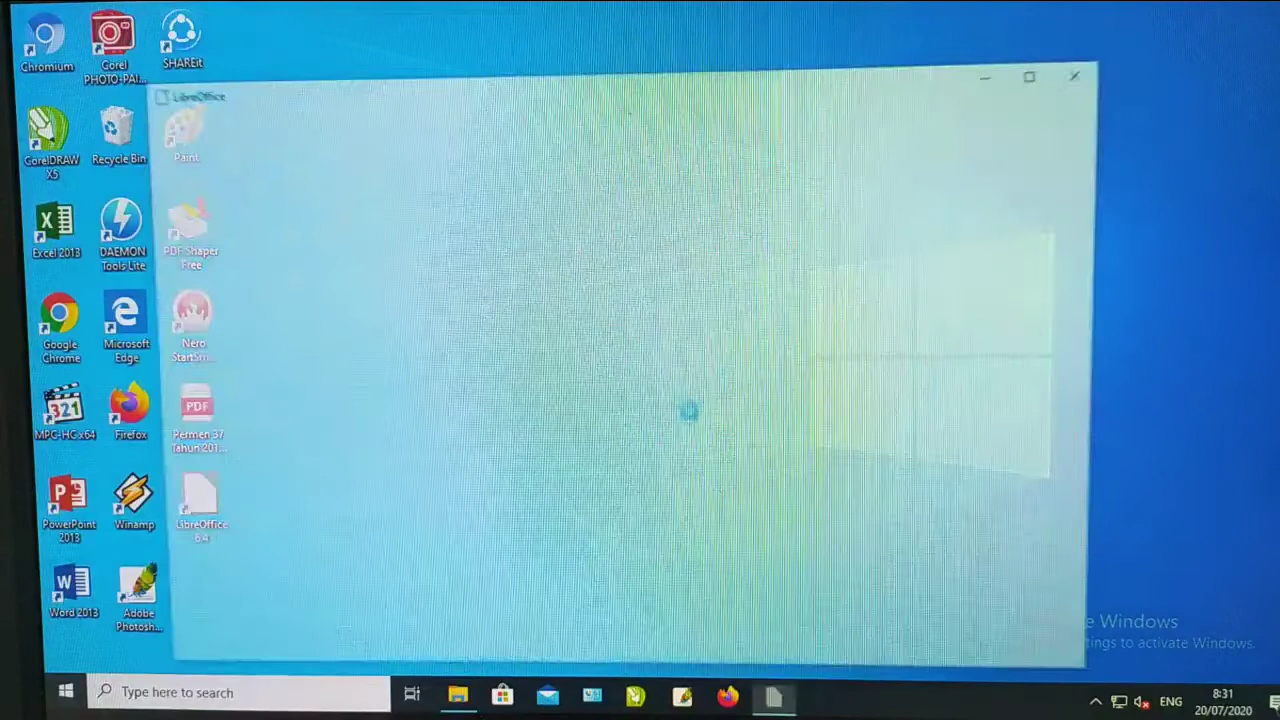 Chromium
Corel
PHOTO-PAI...
SHAREit
LibreOffice
CorelDRAW
X5
Recycle Bin
Paint
Excel 2013
DAEMON
Tools Lite
PDF Shaper
Free
Google
Chrome
Microsoft
Edge
Nero
StartSm...
321
MPC-HC x64
Firefox
PDF
Permen 37
Tahun 201...
PowerPoint
2013
Winamp
LibreOffice
6.4
Word 2013
Adobe
Photosh...
e Windows
tings to activate Windows.
Type here to search
ENG
8:31
20/07/2020